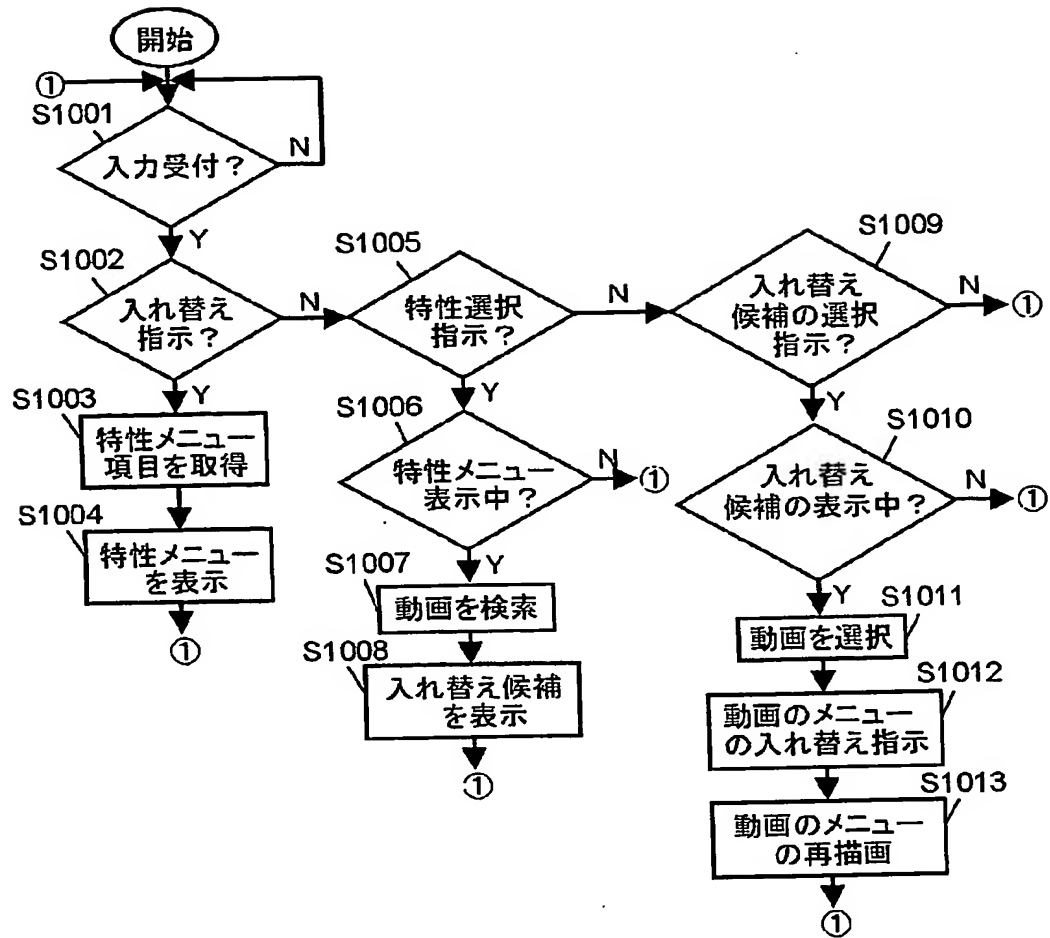 開始
①
S1001
入力受付？
N
Y
S1002
入れ替え
指示？
N
Y
S1003
特性メニュー
項目を取得
S1004
特性メニュー
を表示
①
S1005
特性選択
指示？
N
Y
S1006
特性メニュー
表示中？
N
①
Y
S1007
動画を検索
S1008
入れ替え候補
を表示
①
S1009
入れ替え
候補の選択
指示？
N
①
Y
S1010
入れ替え
候補の表示中？
N
①
Y
S1011
動画を選択
S1012
動画のメニュー
の入れ替え指示
S1013
動画のメニュー
の再描画
①